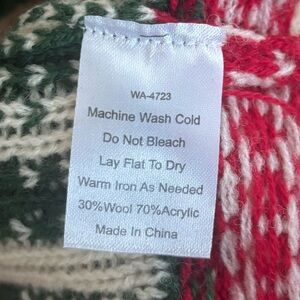 WA-4723
Machine Wash Cold
Do Not Bleach
Lay Flat To Dry
Warm Iron As Needed
30%Wool 70%Acrylic
Made In China